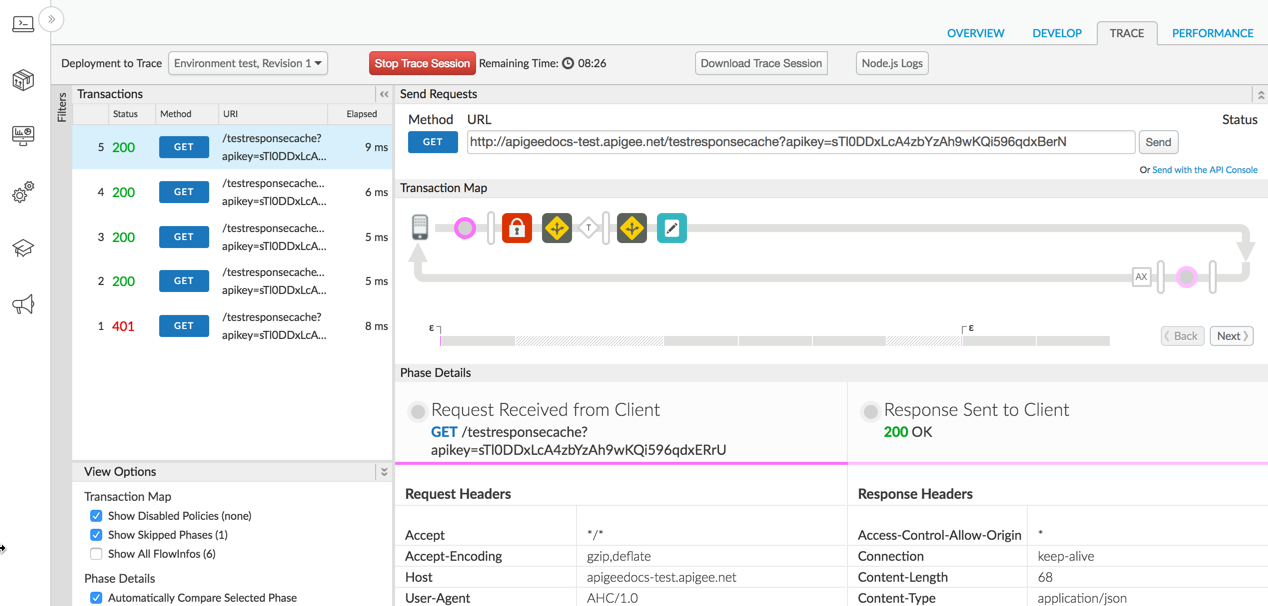 OVERVIEW DEVELOP TRACE PERFORMANCE
Deployment to Trace Environment test, Revision 1 Stop Trace Session Remaining Time: 08:26 Download Trace Session Node.js Logs
Filters
Transactions
Status Method URI Elapsed
5 200 GET /testresponsecache?
apikey=sTl0DDxLcA... 9 ms
4 200 GET /testresponsecache...
apikey=sTl0DDxLcA... 6 ms
3 200 GET /testresponsecache...
apikey=sTl0DDxLcA... 5 ms
2 200 GET /testresponsecache...
apikey=sTl0DDxLcA... 5 ms
1 401 GET /testresponsecache...
apikey=sTl0DDxLcA... 8 ms
View Options
Transaction Map
Show Disabled Policies (none)
Show Skipped Phases (1)
Show All FlowInfos (6)
Phase Details
Automatically Compare Selected Phase
Send Requests
Method URL Status
GET http://apigeedocs-test.apigee.net/testresponsecache?apikey=sTl0DDxLcA4zbYzAh9wKQi596qdxBerN Send
Or Send with the API Console
Transaction Map
T
AX
ε ε
Back Next
Phase Details
Request Received from Client
GET /testresponsecache?
apikey=sTl0DDxLcA4zbYzAh9wKQi596qdxERrU
Response Sent to Client
200 OK
Request Headers
Accept */*
Accept-Encoding gzip,deflate
Host apigeedocs-test.apigee.net
User-Agent AHC/1.0
Response Headers
Access-Control-Allow-Origin *
Connection keep-alive
Content-Length 68
Content-Type application/json